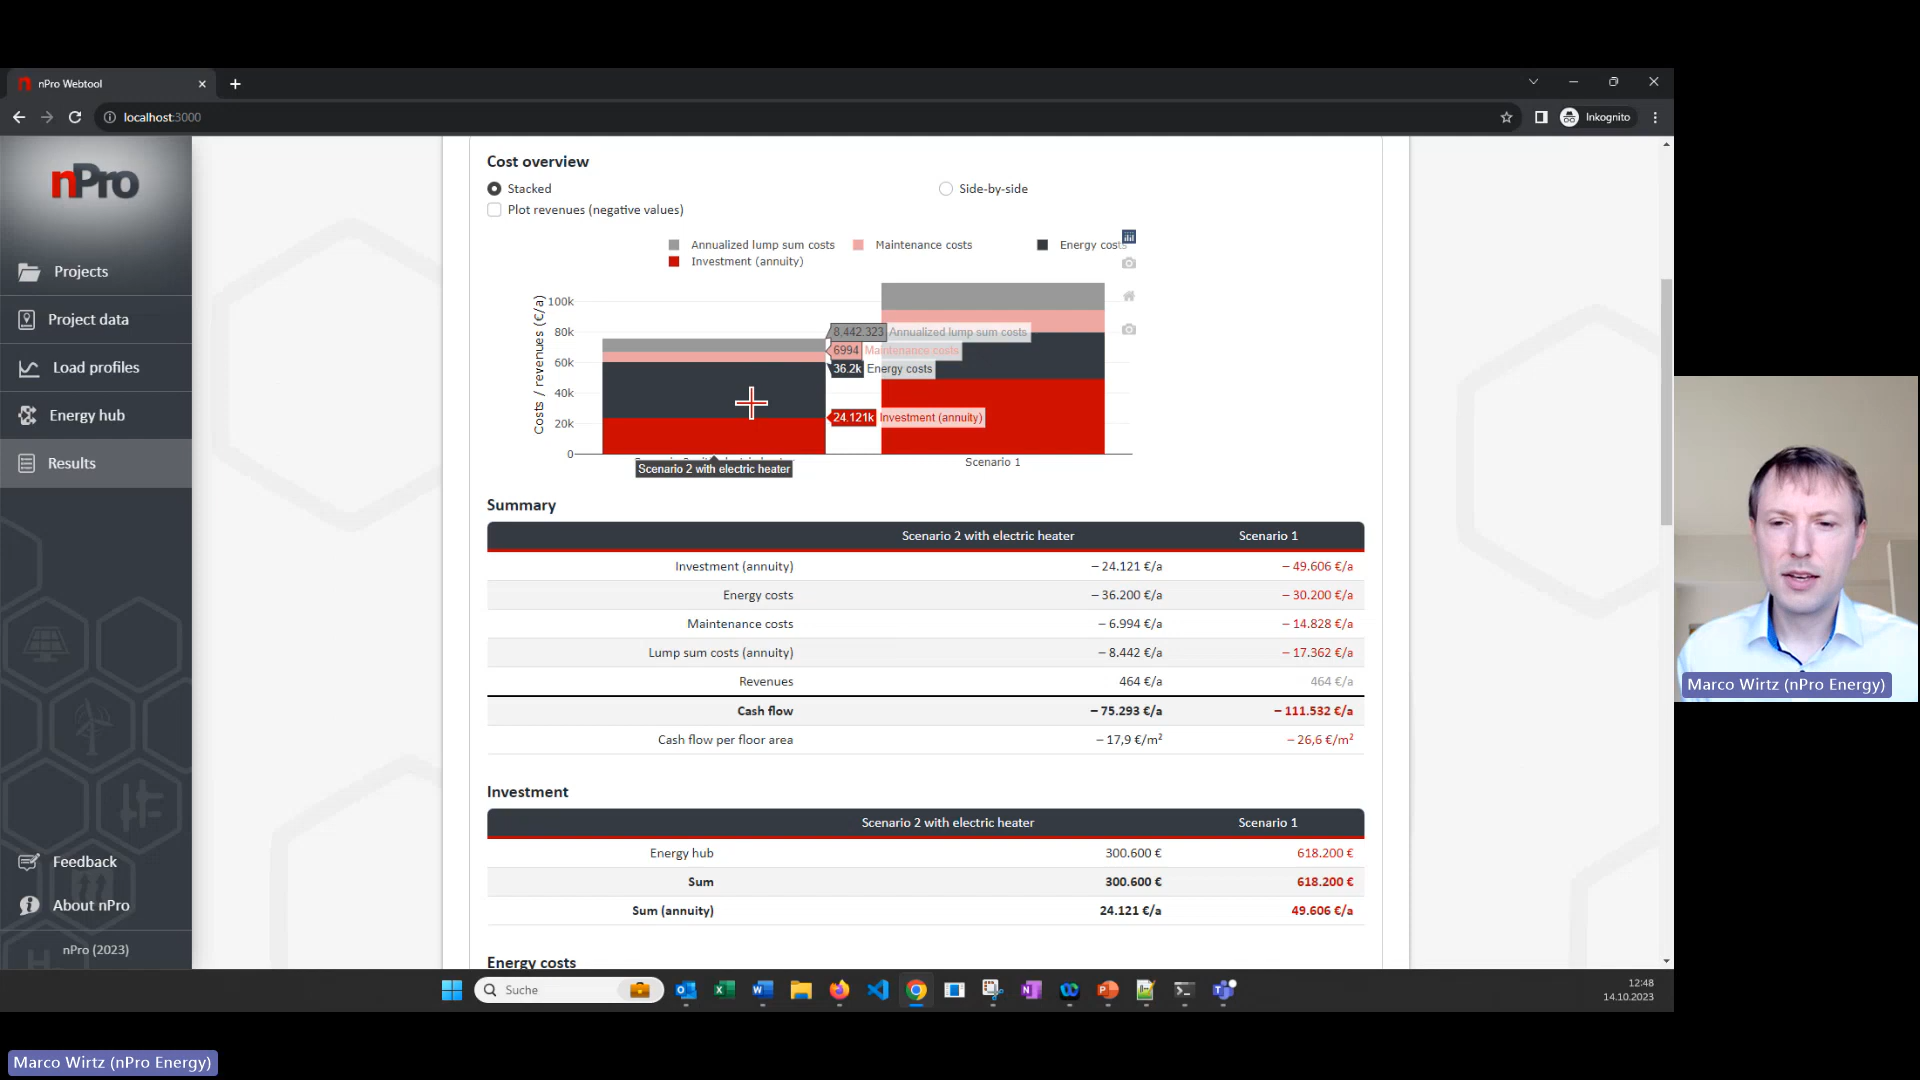 nPro Webtool
localhost:3000
Inkognito
nPro
Projects
Project data
Load profiles
Energy hub
Results
Feedback
About nPro
nPro (2023)
Cost overview
Stacked
Side-by-side
Plot revenues (negative values)
Annualized lump sum costs
Maintenance costs
Energy costs
Investment (annuity)
Costs / revenues (€/a)
100k
80k
60k
40k
20k
0
8,442.323 Annualized lump sum costs
6994 Maintenance costs
36.2k Energy costs
24.121k Investment (annuity)
Scenario 2 with electric heater
Scenario 1
Summary
Scenario 2 with electric heater Scenario 1
Investment (annuity) – 24.121 €/a – 49.606 €/a
Energy costs – 36.200 €/a – 30.200 €/a
Maintenance costs – 6.994 €/a – 14.828 €/a
Lump sum costs (annuity) – 8.442 €/a – 17.362 €/a
Revenues 464 €/a 464 €/a
Cash flow – 75.293 €/a – 111.532 €/a
Cash flow per floor area – 17,9 €/m² – 26,6 €/m²
Investment
Scenario 2 with electric heater Scenario 1
Energy hub 300.600 € 618.200 €
Sum 300.600 € 618.200 €
Sum (annuity) 24.121 €/a 49.606 €/a
Energy costs
Suche
12:48
14.10.2023
Marco Wirtz (nPro Energy)
Marco Wirtz (nPro Energy)